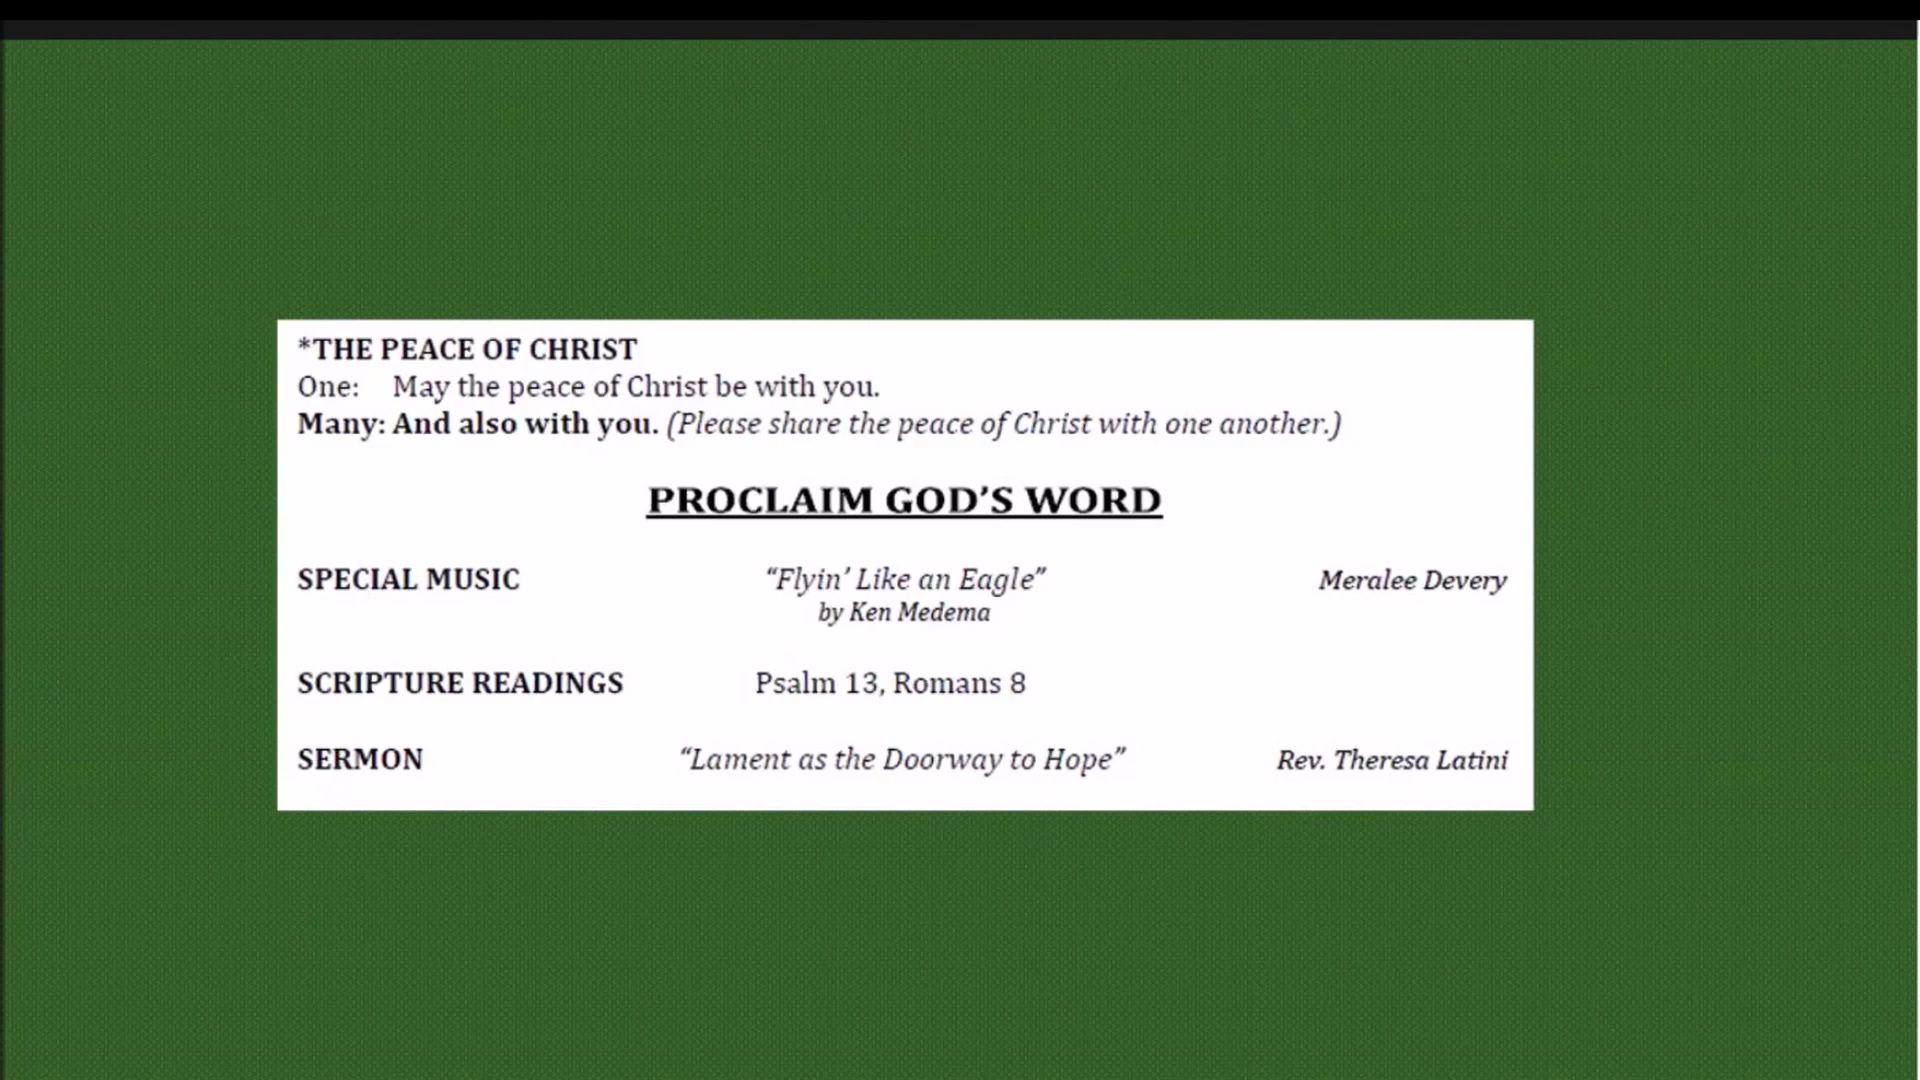 *THE PEACE OF CHRIST
One: May the peace of Christ be with you.
Many: And also with you. (Please share the peace of Christ with one another.)
PROCLAIM GOD’S WORD
SPECIAL MUSIC “Flyin’ Like an Eagle” Meralee Devery
by Ken Medema
SCRIPTURE READINGS Psalm 13, Romans 8
SERMON “Lament as the Doorway to Hope” Rev. Theresa Latini